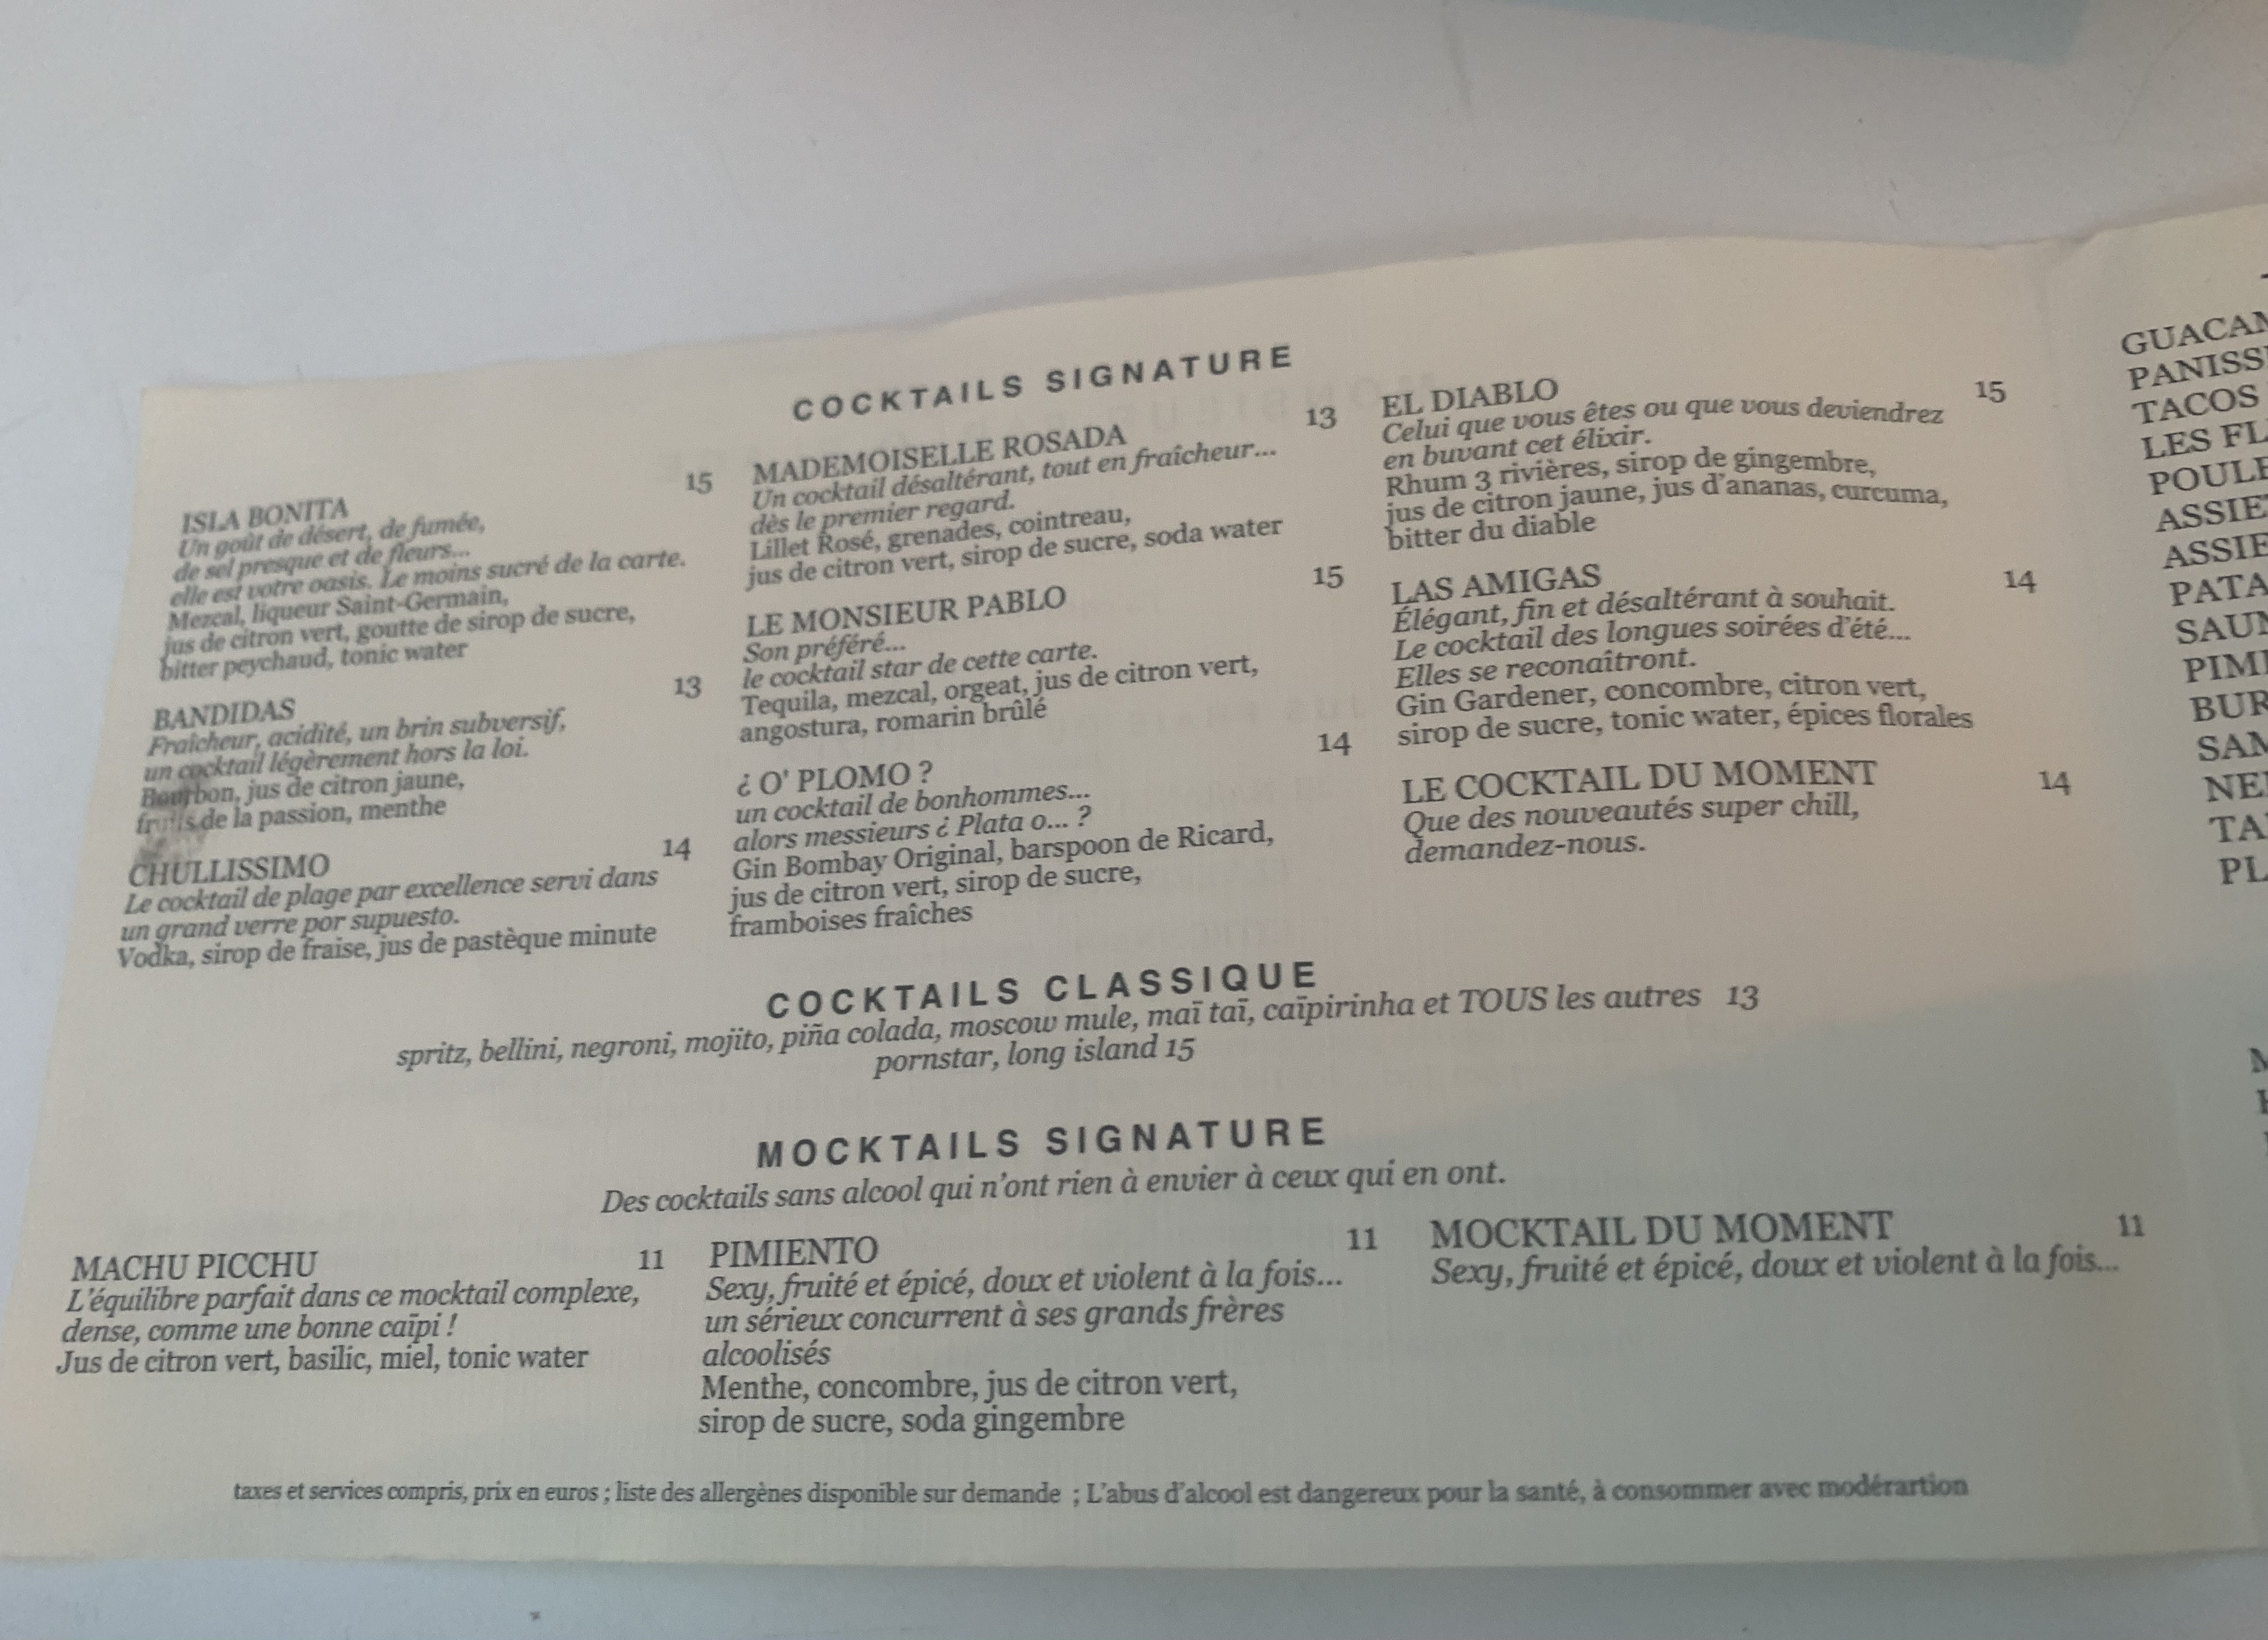 COCKTAILS SIGNATURE
ISLA BONITA 15
Un goût de désert, de fumée,
de sel presque et de fleurs...
elle est votre oasis. Le moins sucré de la carte.
Mezcal, liqueur Saint-Germain,
jus de citron vert, goutte de sirop de sucre,
bitter peychaud, tonic water
BANDIDAS 13
Fraîcheur, acidité, un brin subversif,
un cocktail légèrement hors la loi.
Bourbon, jus de citron jaune,
fruits de la passion, menthe
CHULLISSIMO 14
Le cocktail de plage par excellence servi dans
un grand verre por supuesto.
Vodka, sirop de fraise, jus de pastèque minute
MADEMOISELLE ROSADA 13
Un cocktail désaltérant, tout en fraîcheur...
dès le premier regard.
Lillet Rosé, grenades, cointreau,
jus de citron vert, sirop de sucre, soda water
LE MONSIEUR PABLO 15
Son préféré...
le cocktail star de cette carte.
Tequila, mezcal, orgeat, jus de citron vert,
angostura, romarin brûlé
¿ O' PLOMO ? 14
un cocktail de bonhommes...
alors messieurs ¿ Plata o... ?
Gin Bombay Original, barspoon de Ricard,
jus de citron vert, sirop de sucre,
framboises fraîches
EL DIABLO 15
Celui que vous êtes ou que vous deviendrez
en buvant cet élixir.
Rhum 3 rivières, sirop de gingembre,
jus de citron jaune, jus d'ananas, curcuma,
bitter du diable
LAS AMIGAS 14
Élégant, fin et désaltérant à souhait.
Le cocktail des longues soirées d'été...
Elles se reconaîtront.
Gin Gardener, concombre, citron vert,
sirop de sucre, tonic water, épices florales
LE COCKTAIL DU MOMENT 14
Que des nouveautés super chill,
demandez-nous.
COCKTAILS CLASSIQUE
spritz, bellini, negroni, mojito, piña colada, moscow mule, maï taï, caïpirinha et TOUS les autres 13
pornstar, long island 15
MOCKTAILS SIGNATURE
Des cocktails sans alcool qui n'ont rien à envier à ceux qui en ont.
MACHU PICCHU 11
L'équilibre parfait dans ce mocktail complexe,
dense, comme une bonne caïpi !
Jus de citron vert, basilic, miel, tonic water
PIMIENTO 11
Sexy, fruité et épicé, doux et violent à la fois...
un sérieux concurrent à ses grands frères
alcoolisés
Menthe, concombre, jus de citron vert,
sirop de sucre, soda gingembre
MOCKTAIL DU MOMENT 11
Sexy, fruité et épicé, doux et violent à la fois...
taxes et services compris, prix en euros ; liste des allergènes disponible sur demande ; L'abus d'alcool est dangereux pour la santé, à consommer avec modérartion
TACOS
LES